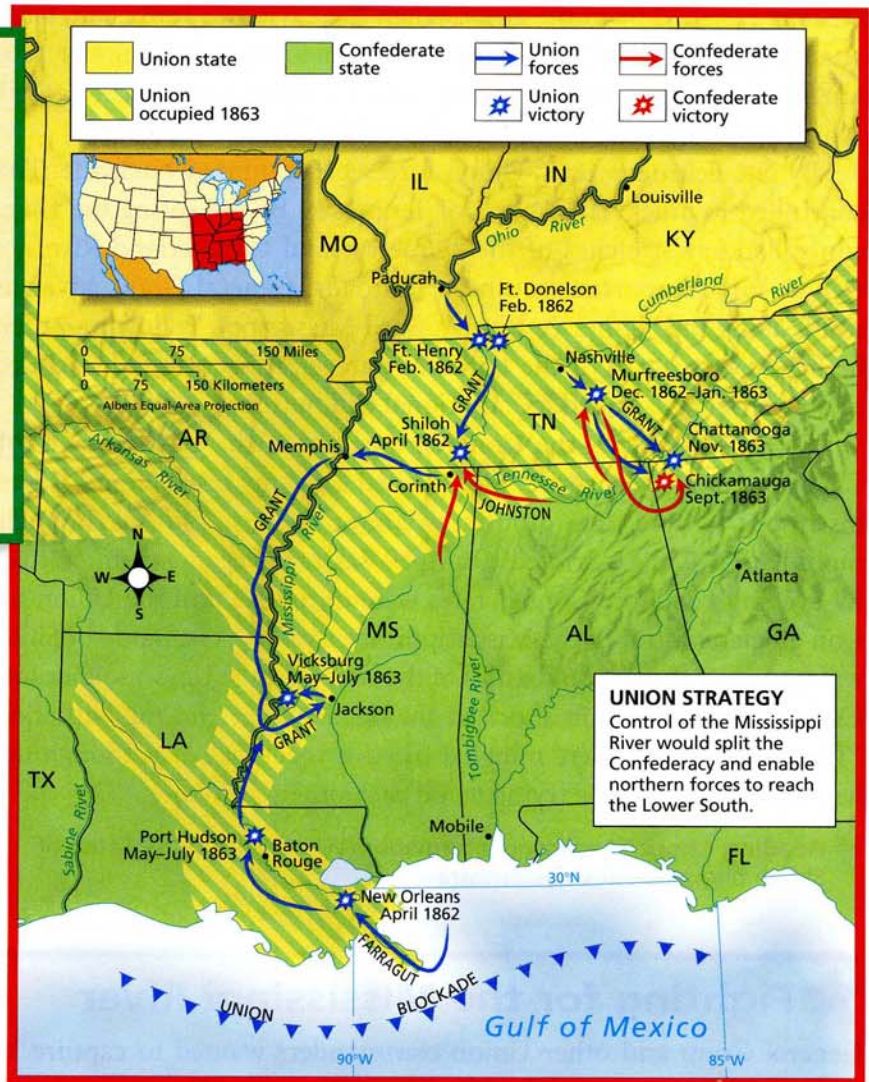 Union state
Confederate
state
Union
forces
Confederate
forces
Union
occupied 1863
Union
victory
Confederate
victory
IL
IN
Louisville
MO
Ohio River
KY
Paducah
Ft. Donelson
Feb. 1862
Cumberland
River
0 75 150 Miles
0 75 150 Kilometers
Albers Equal-Area Projection
Ft. Henry
Feb. 1862
Nashville
Murfreesboro
Dec. 1862–Jan. 1863
GRANT
GRANT
AR
Shiloh
April 1862
TN
Chattanooga
Nov. 1863
Arkansas
River
Memphis
Corinth
Tennessee
River
Chickamauga
Sept. 1863
JOHNSTON
GRANT
N
W E
S
Mississippi
River
Atlanta
MS
AL
GA
Vicksburg
May–July 1863
Jackson
GRANT
LA
TX
Sabine River
Tombigbee River
UNION STRATEGY
Control of the Mississippi
River would split the
Confederacy and enable
northern forces to reach
the Lower South.
Port Hudson
May–July 1863
Baton
Rouge
Mobile
FL
30°N
New Orleans
April 1862
FARRAGUT
UNION
BLOCKADE
Gulf of Mexico
90°W
85°W